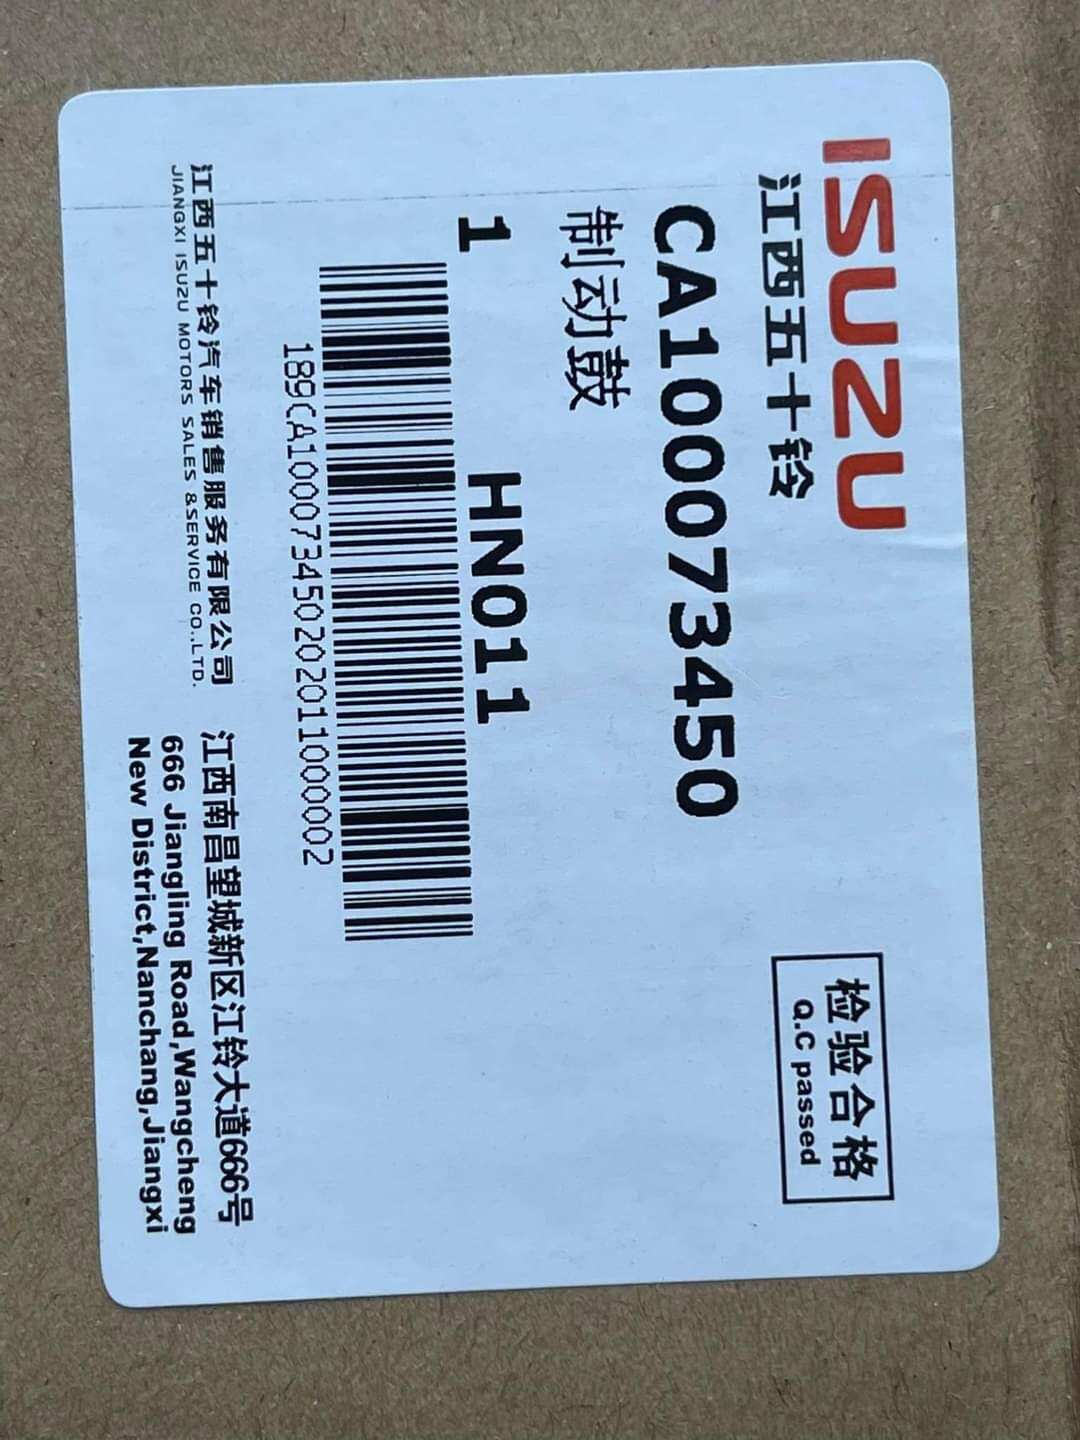 ISUZU
江西五十铃
检验合格
Q.C passed
CA100073450
制动鼓
1 HN011
189CA10007345020201100002
江西五十铃汽车销售服务有限公司
JIANGXI ISUZU MOTORS SALES &SERVICE CO.,LTD.
江西南昌望城新区江铃大道666号
666 Jiangling Road,Wangcheng
New District,Nanchang,Jiangxi